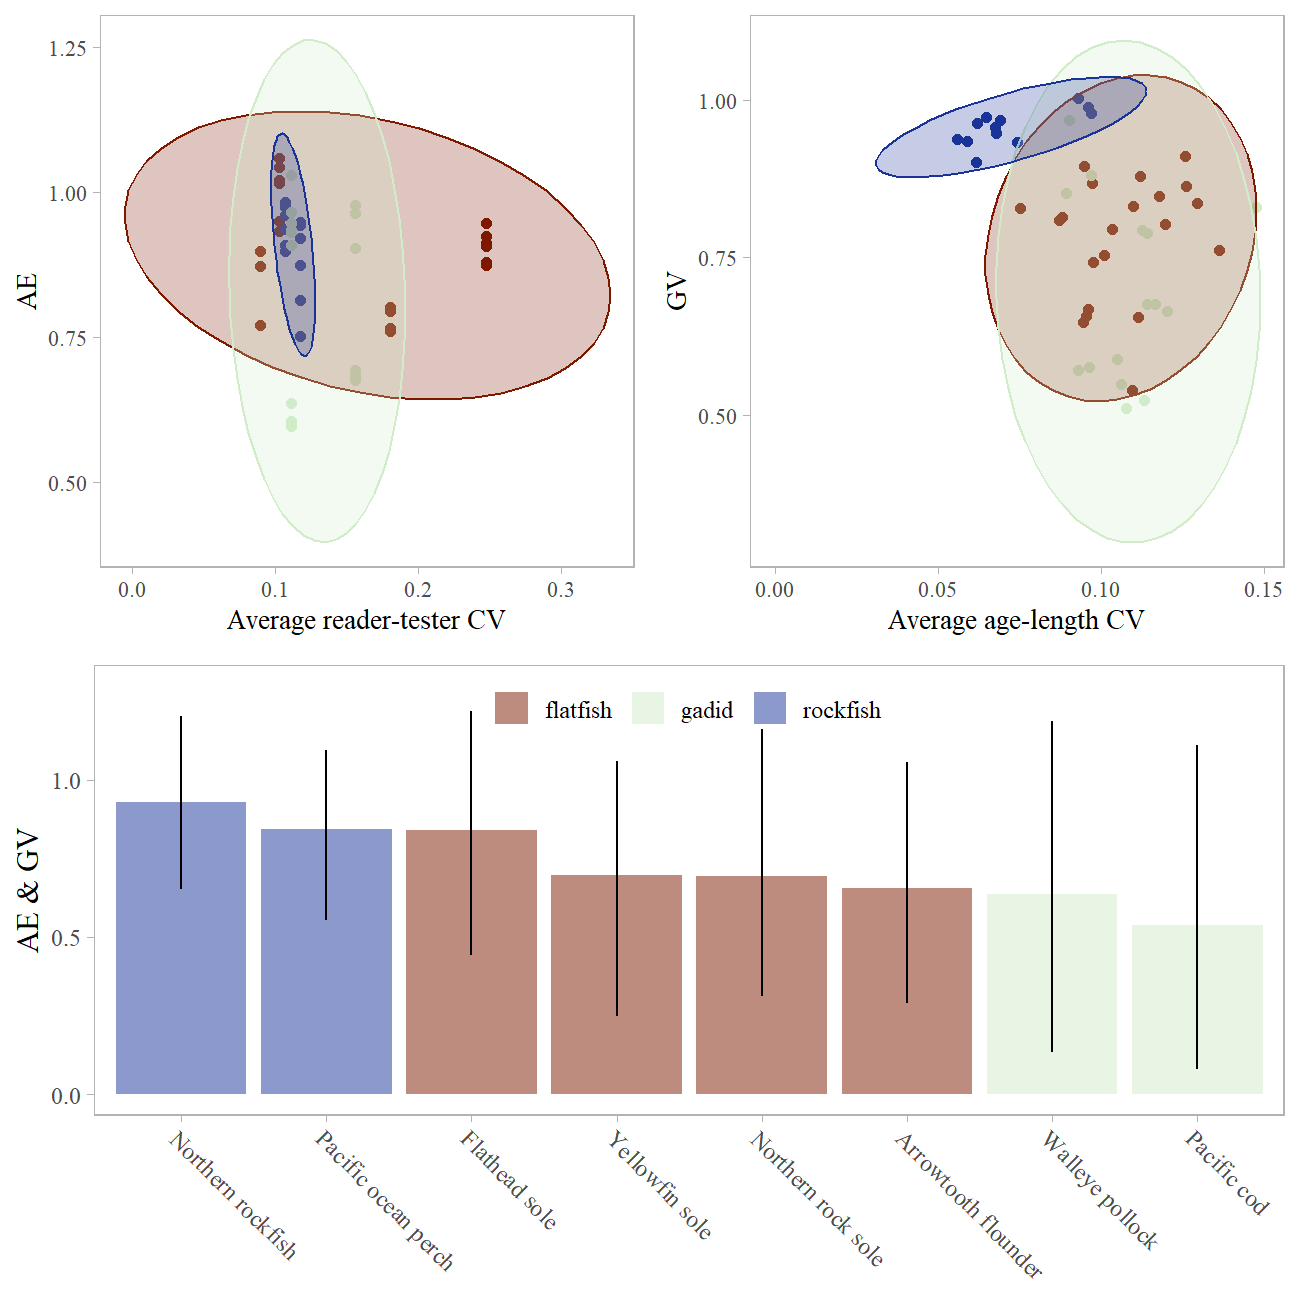 1.25
1.00
0.75
0.50
AE
0.0 0.1 0.2 0.3
Average reader-tester CV
1.00
0.75
0.50
GV
0.00 0.05 0.10 0.15
Average age-length CV
flatfish gadid rockfish
1.0
0.5
0.0
AE & GV
Northern rockfish
Pacific ocean perch
Flathead sole
Yellowfin sole
Northern rock sole
Arrowtooth flounder
Walleye pollock
Pacific cod